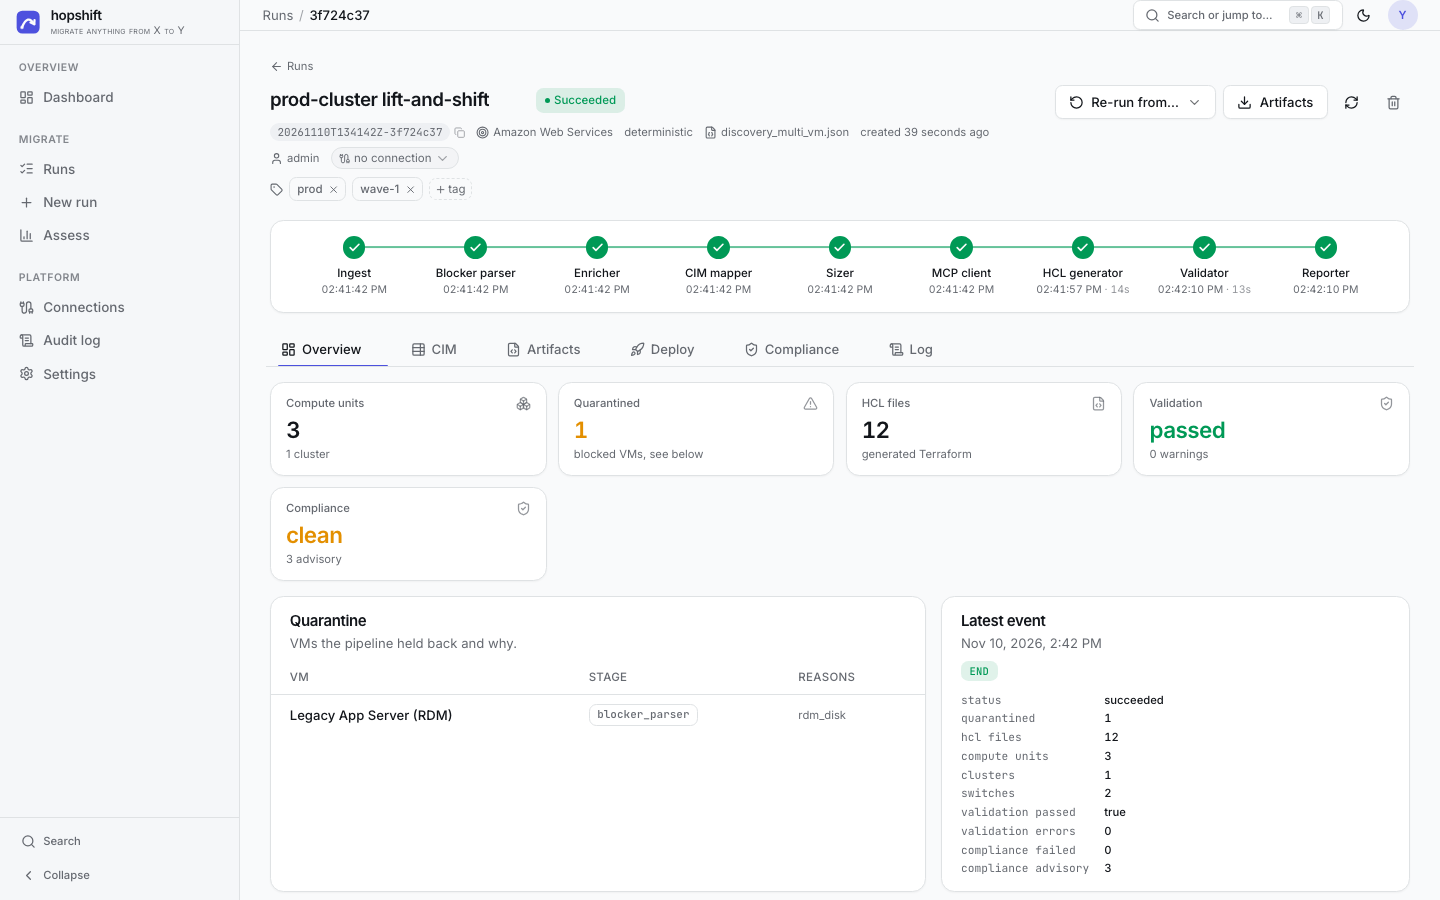 hopshift
MIGRATE ANYTHING FROM X TO Y
OVERVIEW
Dashboard
MIGRATE
Runs
New run
Assess
PLATFORM
Connections
Audit log
Settings
Search
Collapse
Runs / 3f724c37
Search or jump to... ⌘ K
Y
Runs
prod-cluster lift-and-shift Succeeded
Re-run from... Artifacts
20261110T134142Z-3f724c37 Amazon Web Services deterministic discovery_multi_vm.json created 39 seconds ago
admin no connection
prod wave-1 + tag
Ingest Blocker parser Enricher CIM mapper Sizer MCP client HCL generator Validator Reporter
02:41:42 PM 02:41:42 PM 02:41:42 PM 02:41:42 PM 02:41:42 PM 02:41:42 PM 02:41:57 PM · 14s 02:42:10 PM · 13s 02:42:10 PM
Overview CIM Artifacts Deploy Compliance Log
Compute units
3
1 cluster
Quarantined
1
blocked VMs, see below
HCL files
12
generated Terraform
Validation
passed
0 warnings
Compliance
clean
3 advisory
Quarantine
VMs the pipeline held back and why.
VM STAGE REASONS
Legacy App Server (RDM) blocker_parser rdm_disk
Latest event
Nov 10, 2026, 2:42 PM
END
status succeeded
quarantined 1
hcl files 12
compute units 3
clusters 1
switches 2
validation passed true
validation errors 0
compliance failed 0
compliance advisory 3